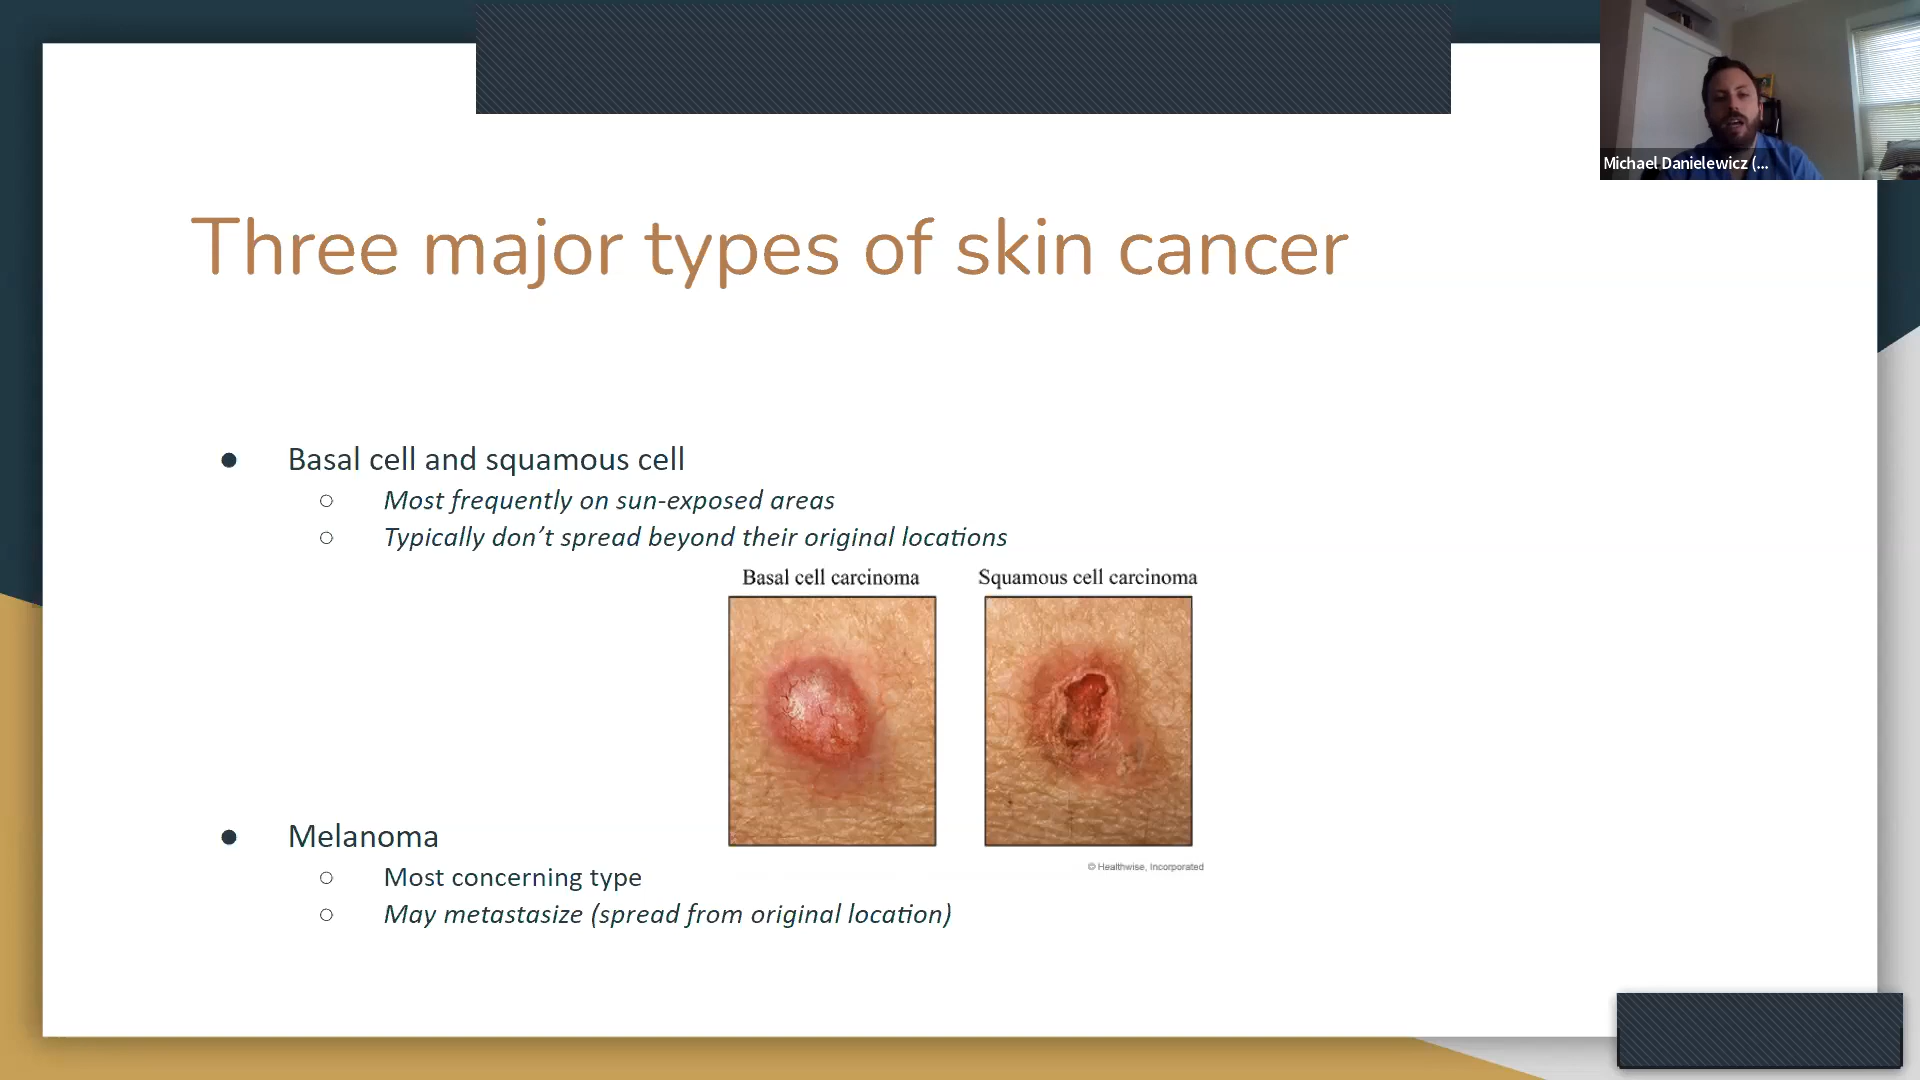 Michael Danielewicz (...
Three major types of skin cancer
● Basal cell and squamous cell
○ Most frequently on sun-exposed areas
○ Typically don’t spread beyond their original locations
Basal cell carcinoma
Squamous cell carcinoma
© Healthwise, Incorporated
● Melanoma
○ Most concerning type
○ May metastasize (spread from original location)